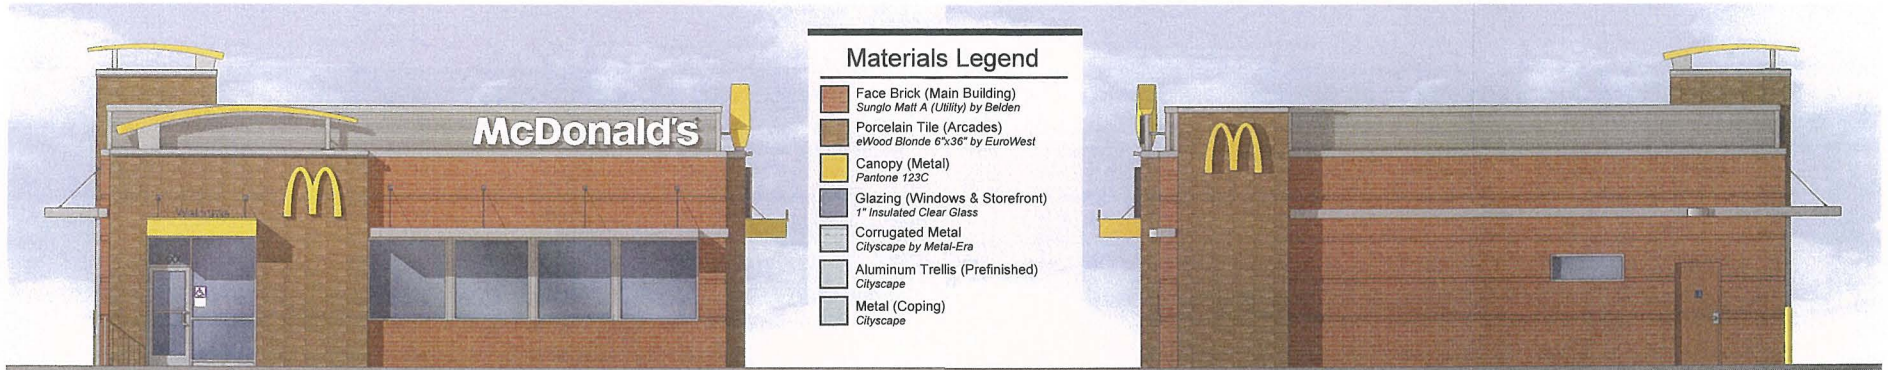 McDonald's
Welcome
Materials Legend
Face Brick (Main Building)
Sunglo Matt A (Utility) by Belden
Porcelain Tile (Arcades)
eWood Blonde 6"x36" by EuroWest
Canopy (Metal)
Pantone 123C
Glazing (Windows & Storefront)
1" Insulated Clear Glass
Corrugated Metal
Cityscape by Metal-Era
Aluminum Trellis (Prefinished)
Cityscape
Metal (Coping)
Cityscape